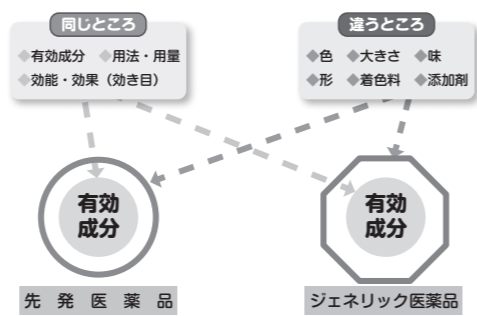 同じところ
◆有効成分 ◆用法・用量
◆効能・効果（効き目）
違うところ
◆色 ◆大きさ ◆味
◆形 ◆着色料 ◆添加剤
有効
成分
有効
成分
先発医薬品
ジェネリック医薬品